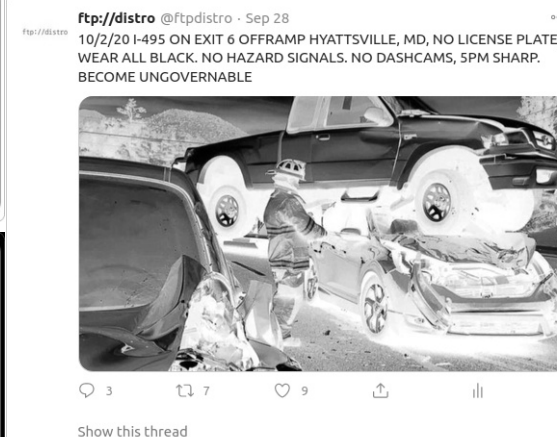 ftp://distro @ftpdistro · Sep 28
ftp://distro
10/2/20 I-495 ON EXIT 6 OFFRAMP HYATTSVILLE, MD, NO LICENSE PLATE
WEAR ALL BLACK. NO HAZARD SIGNALS. NO DASHCAMS, 5PM SHARP.
BECOME UNGOVERNABLE
3 7 9
Show this thread